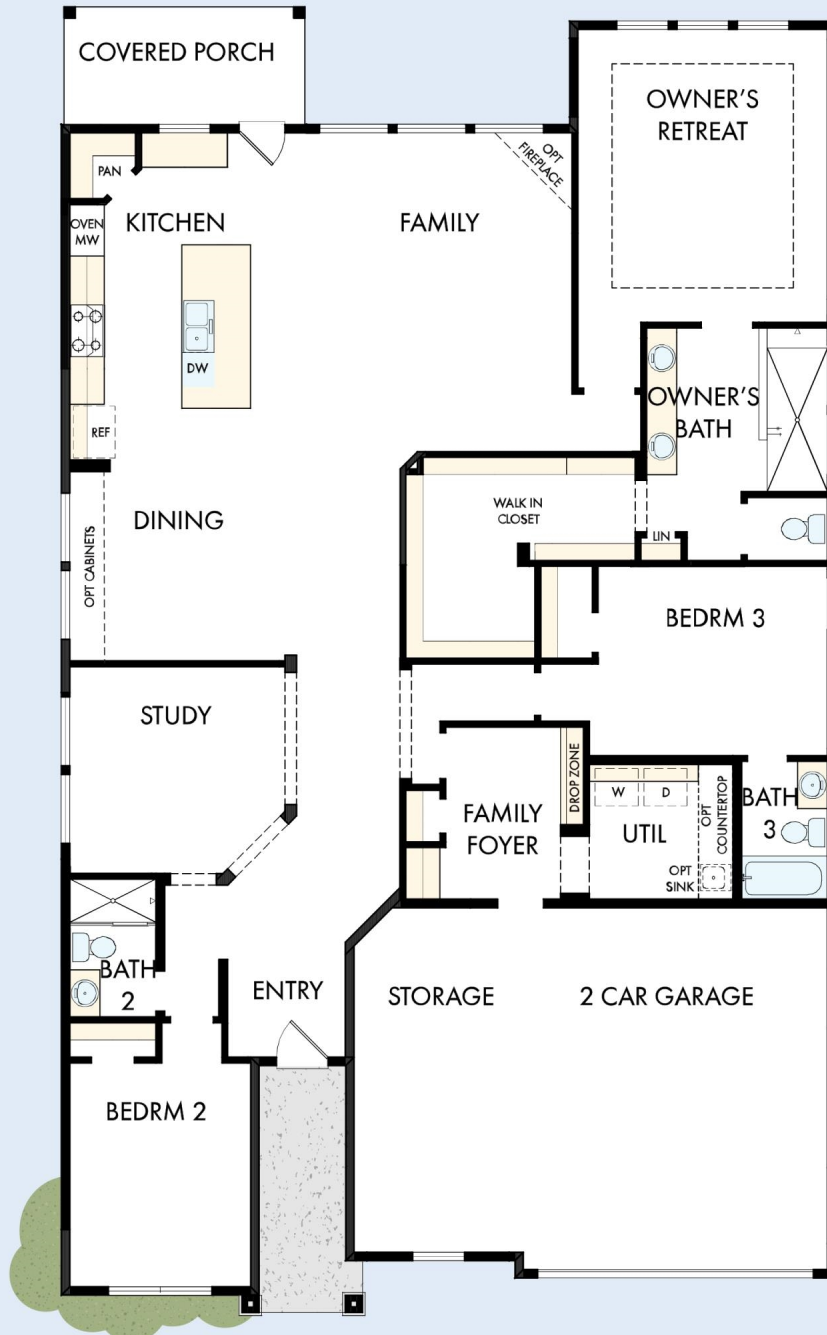 COVERED PORCH
OWNER'S
RETREAT
OPT
FIREPLACE
PAN
OVEN
MW
KITCHEN
FAMILY
DW
REF
OWNER'S
BATH
WALK IN
CLOSET
LIN
DINING
OPT CABINETS
BEDRM 3
STUDY
DROP ZONE
W
D
OPT
COUNTERTOP
BATH
3
FAMILY
FOYER
UTIL
OPT
SINK
BATH
2
ENTRY
STORAGE
2 CAR GARAGE
BEDRM 2